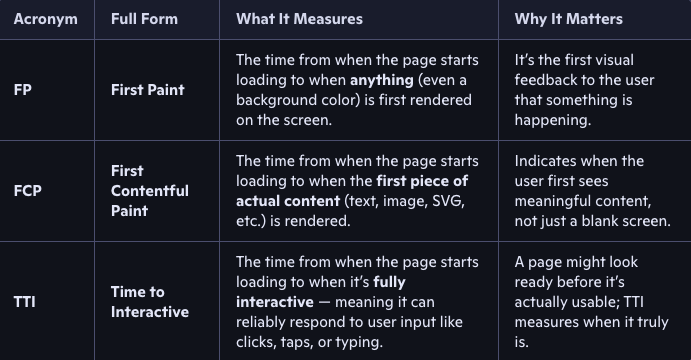 Acronym Full Form What It Measures Why It Matters
FP
First Paint
The time from when the page starts
loading to when anything (even a
background color) is first rendered
on the screen.
It’s the first visual
feedback to the user
that something is
happening.
FCP
First
Contentful
Paint
The time from when the page starts
loading to when the first piece of
actual content (text, image, SVG,
etc.) is rendered.
Indicates when the
user first sees
meaningful content,
not just a blank screen.
TTI
Time to
Interactive
The time from when the page starts
loading to when it’s fully
interactive — meaning it can
reliably respond to user input like
clicks, taps, or typing.
A page might look
ready before it’s
actually usable; TTI
measures when it truly
is.